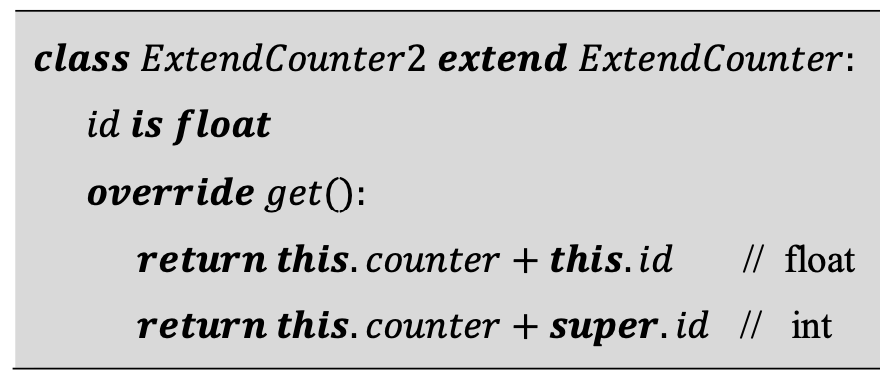 class ExtendCounter2 extend ExtendCounter:
id is float
override get():
return this.counter + this.id // float
return this.counter + super.id // int